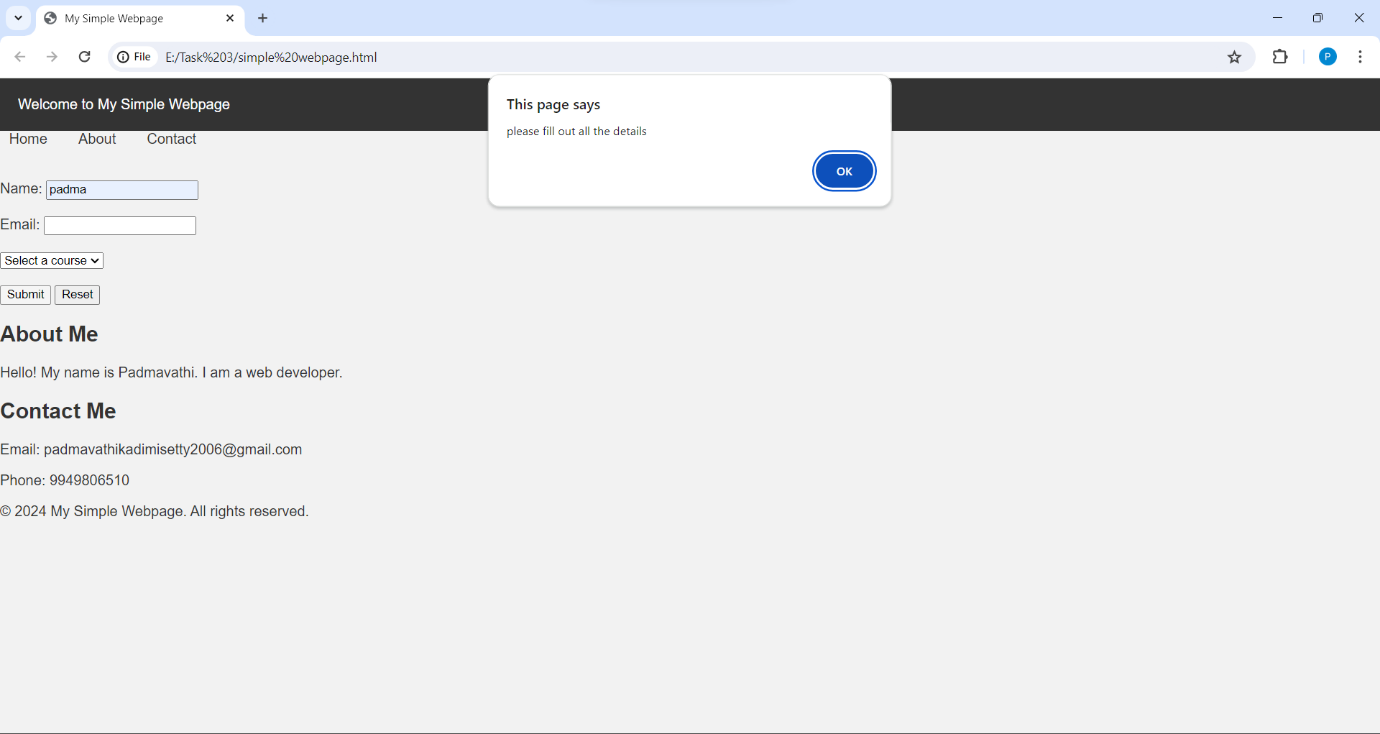 My Simple Webpage
File E:/Task%203/simple%20webpage.html
P
This page says
please fill out all the details
OK
Welcome to My Simple Webpage
Home About Contact
Name: padma
Email:
Select a course
Submit Reset
About Me
Hello! My name is Padmavathi. I am a web developer.
Contact Me
Email: padmavathikadimisetty2006@gmail.com
Phone: 9949806510
© 2024 My Simple Webpage. All rights reserved.